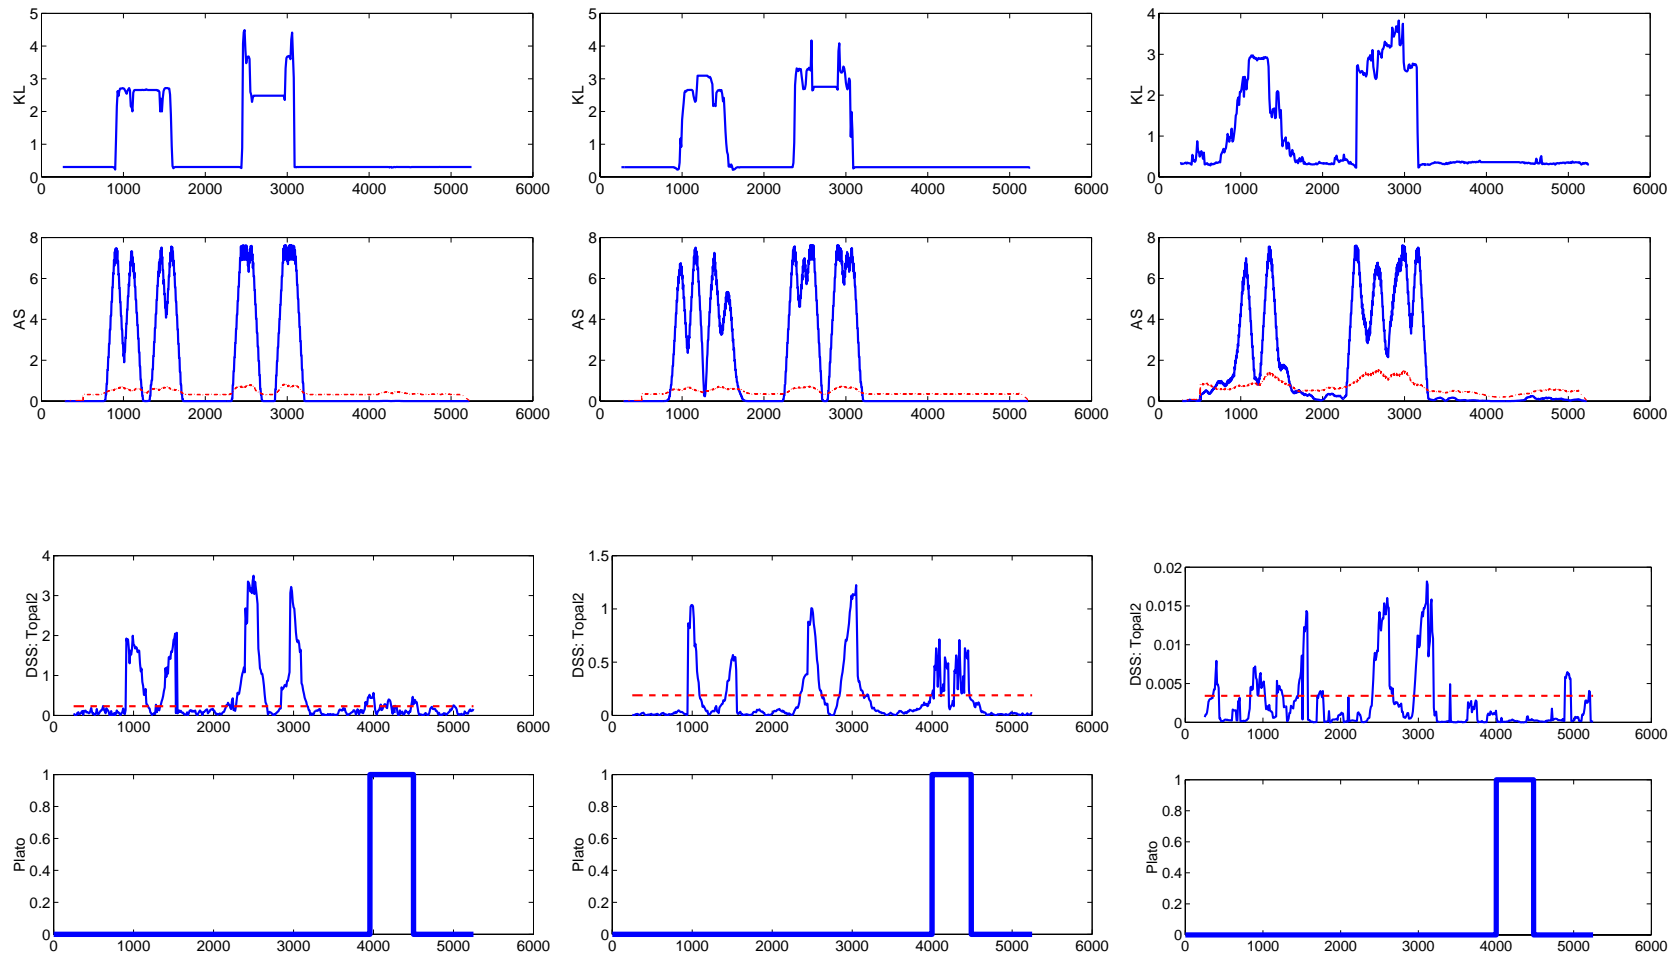 5 5 4
4 4
3 3 3
KL KL KL
2 2 2
1 1 1
0 0 0
0 1000 2000 3000 4000 5000 6000 0 1000 2000 3000 4000 5000 6000 0 1000 2000 3000 4000 5000 6000
8 8 8
6 6 6
AS AS AS
4 4 4
2 2 2
0 0 0
0 1000 2000 3000 4000 5000 6000 0 1000 2000 3000 4000 5000 6000 0 1000 2000 3000 4000 5000 6000
4 1.5 0.02
3 1 0.015
DSS: Topal2 DSS: Topal2 DSS: Topal2
2 0.5 0.01
1 0.005
0 0 0
0 1000 2000 3000 4000 5000 6000 0 1000 2000 3000 4000 5000 6000 0 1000 2000 3000 4000 5000 6000
1 1 1
0.8 0.8 0.8
0.6 0.6 0.6
Plato Plato Plato
0.4 0.4 0.4
0.2 0.2 0.2
0 0 0
0 1000 2000 3000 4000 5000 6000 0 1000 2000 3000 4000 5000 6000 0 1000 2000 3000 4000 5000 6000